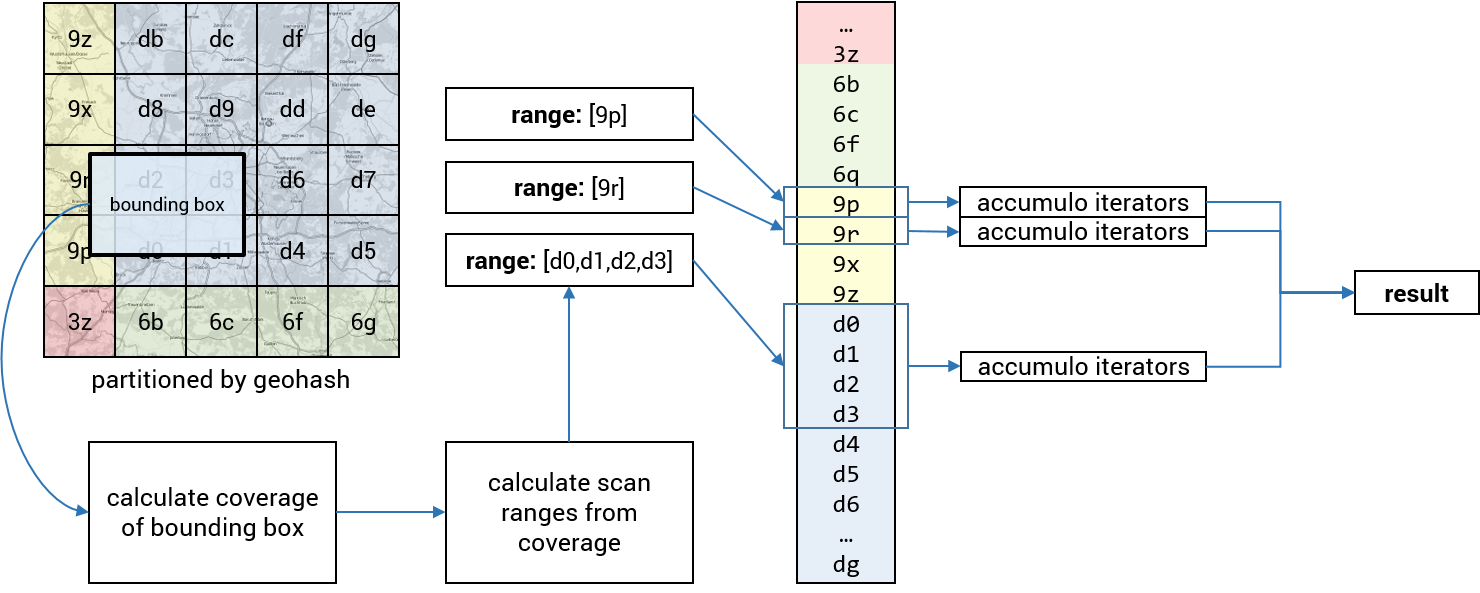 9z db dc df dg
9x d8 d9 dd de
9r d2 d3 d6 d7
bounding box
9p d0 d1 d4 d5
3z 6b 6c 6f 6g
partitioned by geohash
calculate coverage
of bounding box
calculate scan
ranges from
coverage
range: [9p]
range: [9r]
range: [d0,d1,d2,d3]
…
3z
6b
6c
6f
6q
9p
9r
9x
9z
d0
d1
d2
d3
d4
d5
d6
…
dg
accumulo iterators
accumulo iterators
accumulo iterators
result